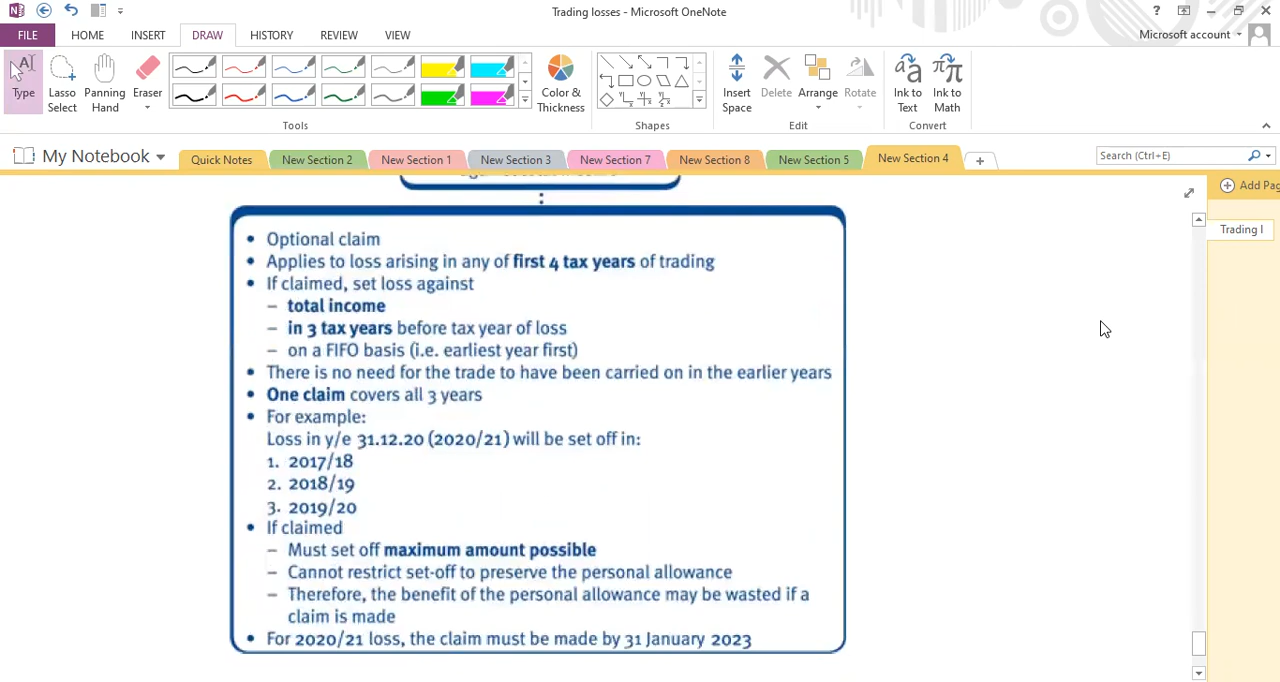 Trading losses - Microsoft OneNote
?
Microsoft account
FILE HOME INSERT DRAW HISTORY REVIEW VIEW
Type
Lasso Select
Panning Hand
Eraser
Color & Thickness
Insert Space
Delete
Arrange
Rotate
Ink to Text
Ink to Math
Tools
Shapes
Edit
Convert
My Notebook
Quick Notes
New Section 2
New Section 1
New Section 3
New Section 7
New Section 8
New Section 5
New Section 4
Search (Ctrl+E)
Add Pag
Trading l
• Optional claim
• Applies to loss arising in any of first 4 tax years of trading
• If claimed, set loss against
– total income
– in 3 tax years before tax year of loss
– on a FIFO basis (i.e. earliest year first)
• There is no need for the trade to have been carried on in the earlier years
• One claim covers all 3 years
• For example:
Loss in y/e 31.12.20 (2020/21) will be set off in:
1. 2017/18
2. 2018/19
3. 2019/20
• If claimed
– Must set off maximum amount possible
– Cannot restrict set-off to preserve the personal allowance
– Therefore, the benefit of the personal allowance may be wasted if a
claim is made
• For 2020/21 loss, the claim must be made by 31 January 2023